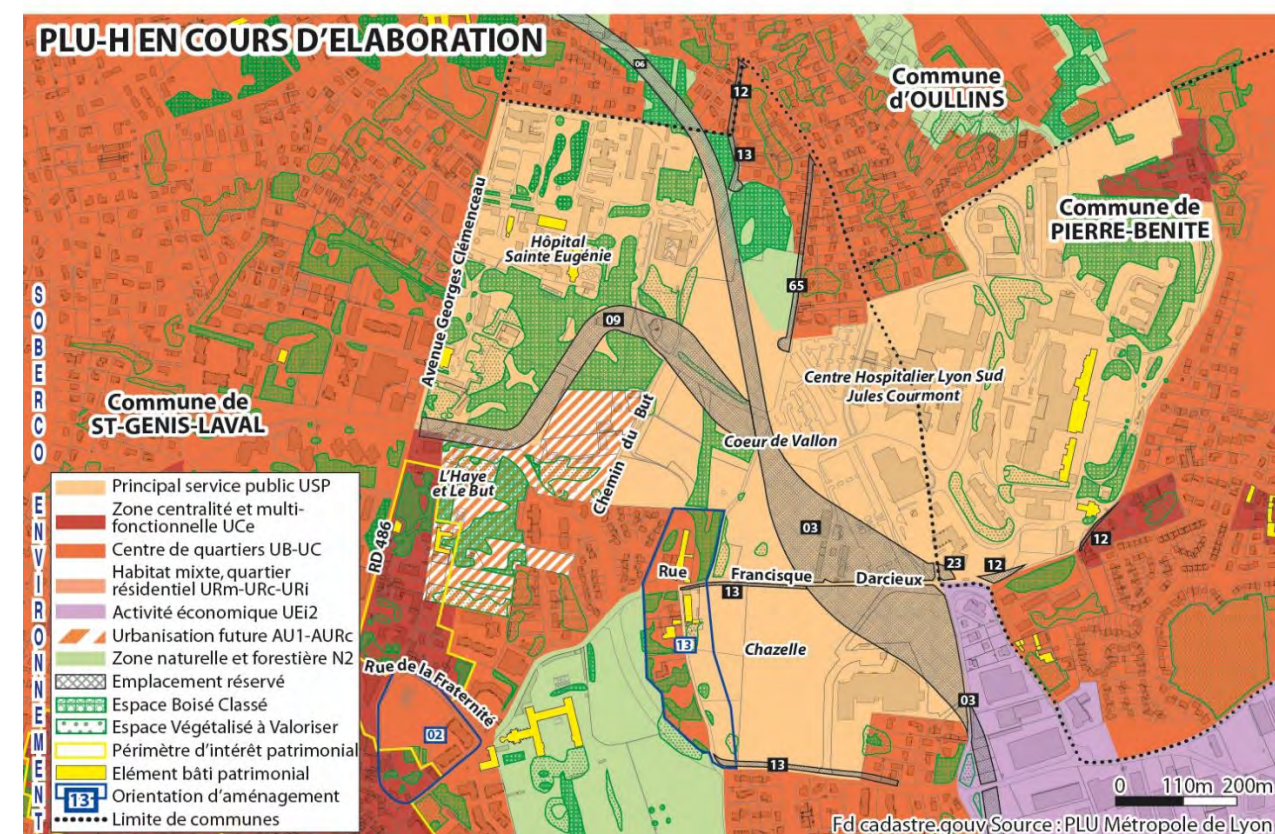 PLU-H EN COURS D'ELABORATION
Commune
d'OULLINS
Commune de
PIERRE-BENITE
Avenue Georges Clémenceau
Hôpital
Sainte Eugénie
06
12
13
65
09
Centre Hospitalier Lyon Sud
Jules Courmont
Commune de
ST-GENIS-LAVAL
Chemin du But
Coeur de Vallon
L'Haye
et Le But
RD 486
03
23
12
12
Rue Francisque Darcieux
13
13
Chazelle
Rue de la Fraternité
02
03
13
SOBERCO ENVIRONNEMENT
Principal service public USP
Zone centralité et multi-
fonctionnelle UCe
Centre de quartiers UB-UC
Habitat mixte, quartier
résidentiel URm-URc-URi
Activité économique UEi2
Urbanisation future AU1-AURc
Zone naturelle et forestière N2
Emplacement réservé
Espace Boisé Classé
Espace Végétalisé à Valoriser
Périmètre d'intérêt patrimonial
Elément bâti patrimonial
13 Orientation d'aménagement
Limite de communes
0 110m 200m
Fd cadastre.gouv Source : PLU Métropole de Lyon